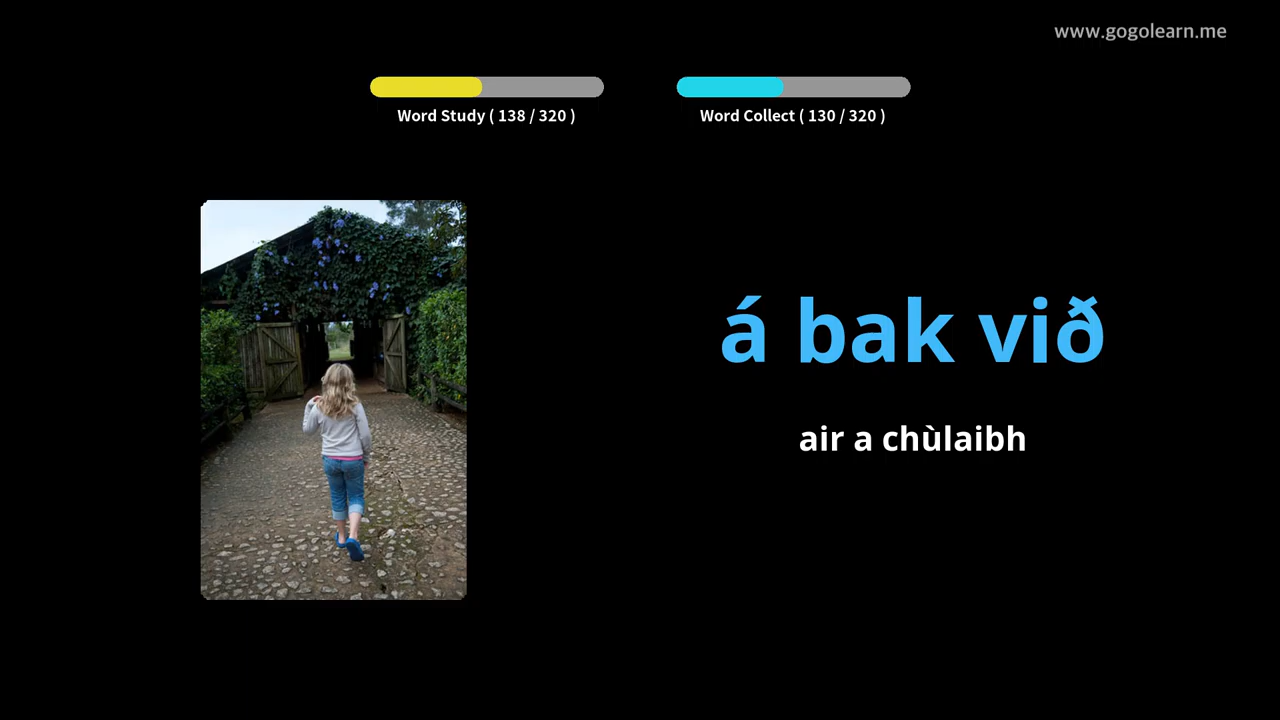 www.gogolearn.me
Word Study ( 138 / 320 )
Word Collect ( 130 / 320 )
á bak við
air a chùlaibh